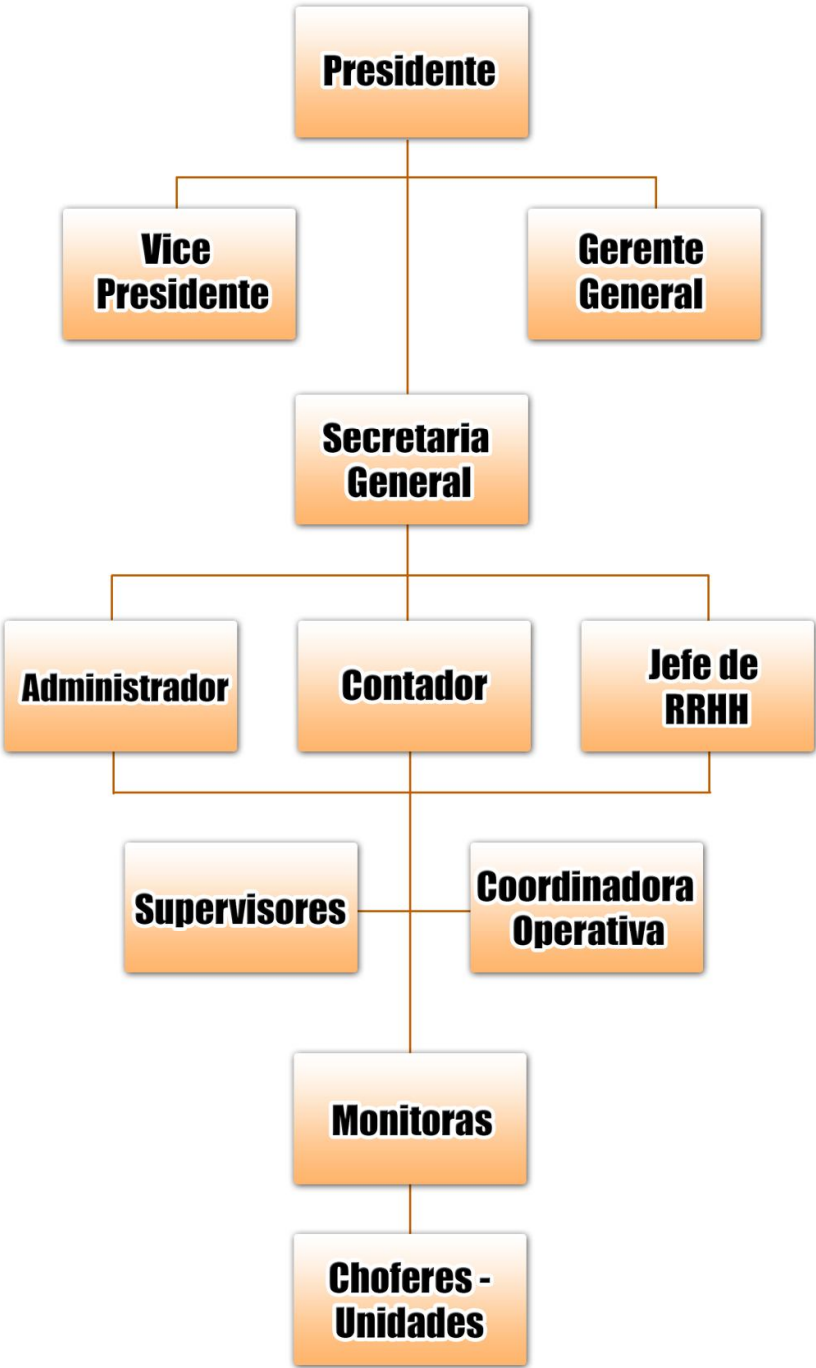 Presidente
Vice
Presidente
Gerente
General
Secretaria
General
Administrador
Contador
Jefe de
RRHH
Supervisores
Coordinadora
Operativa
Monitoras
Choferes -
Unidades